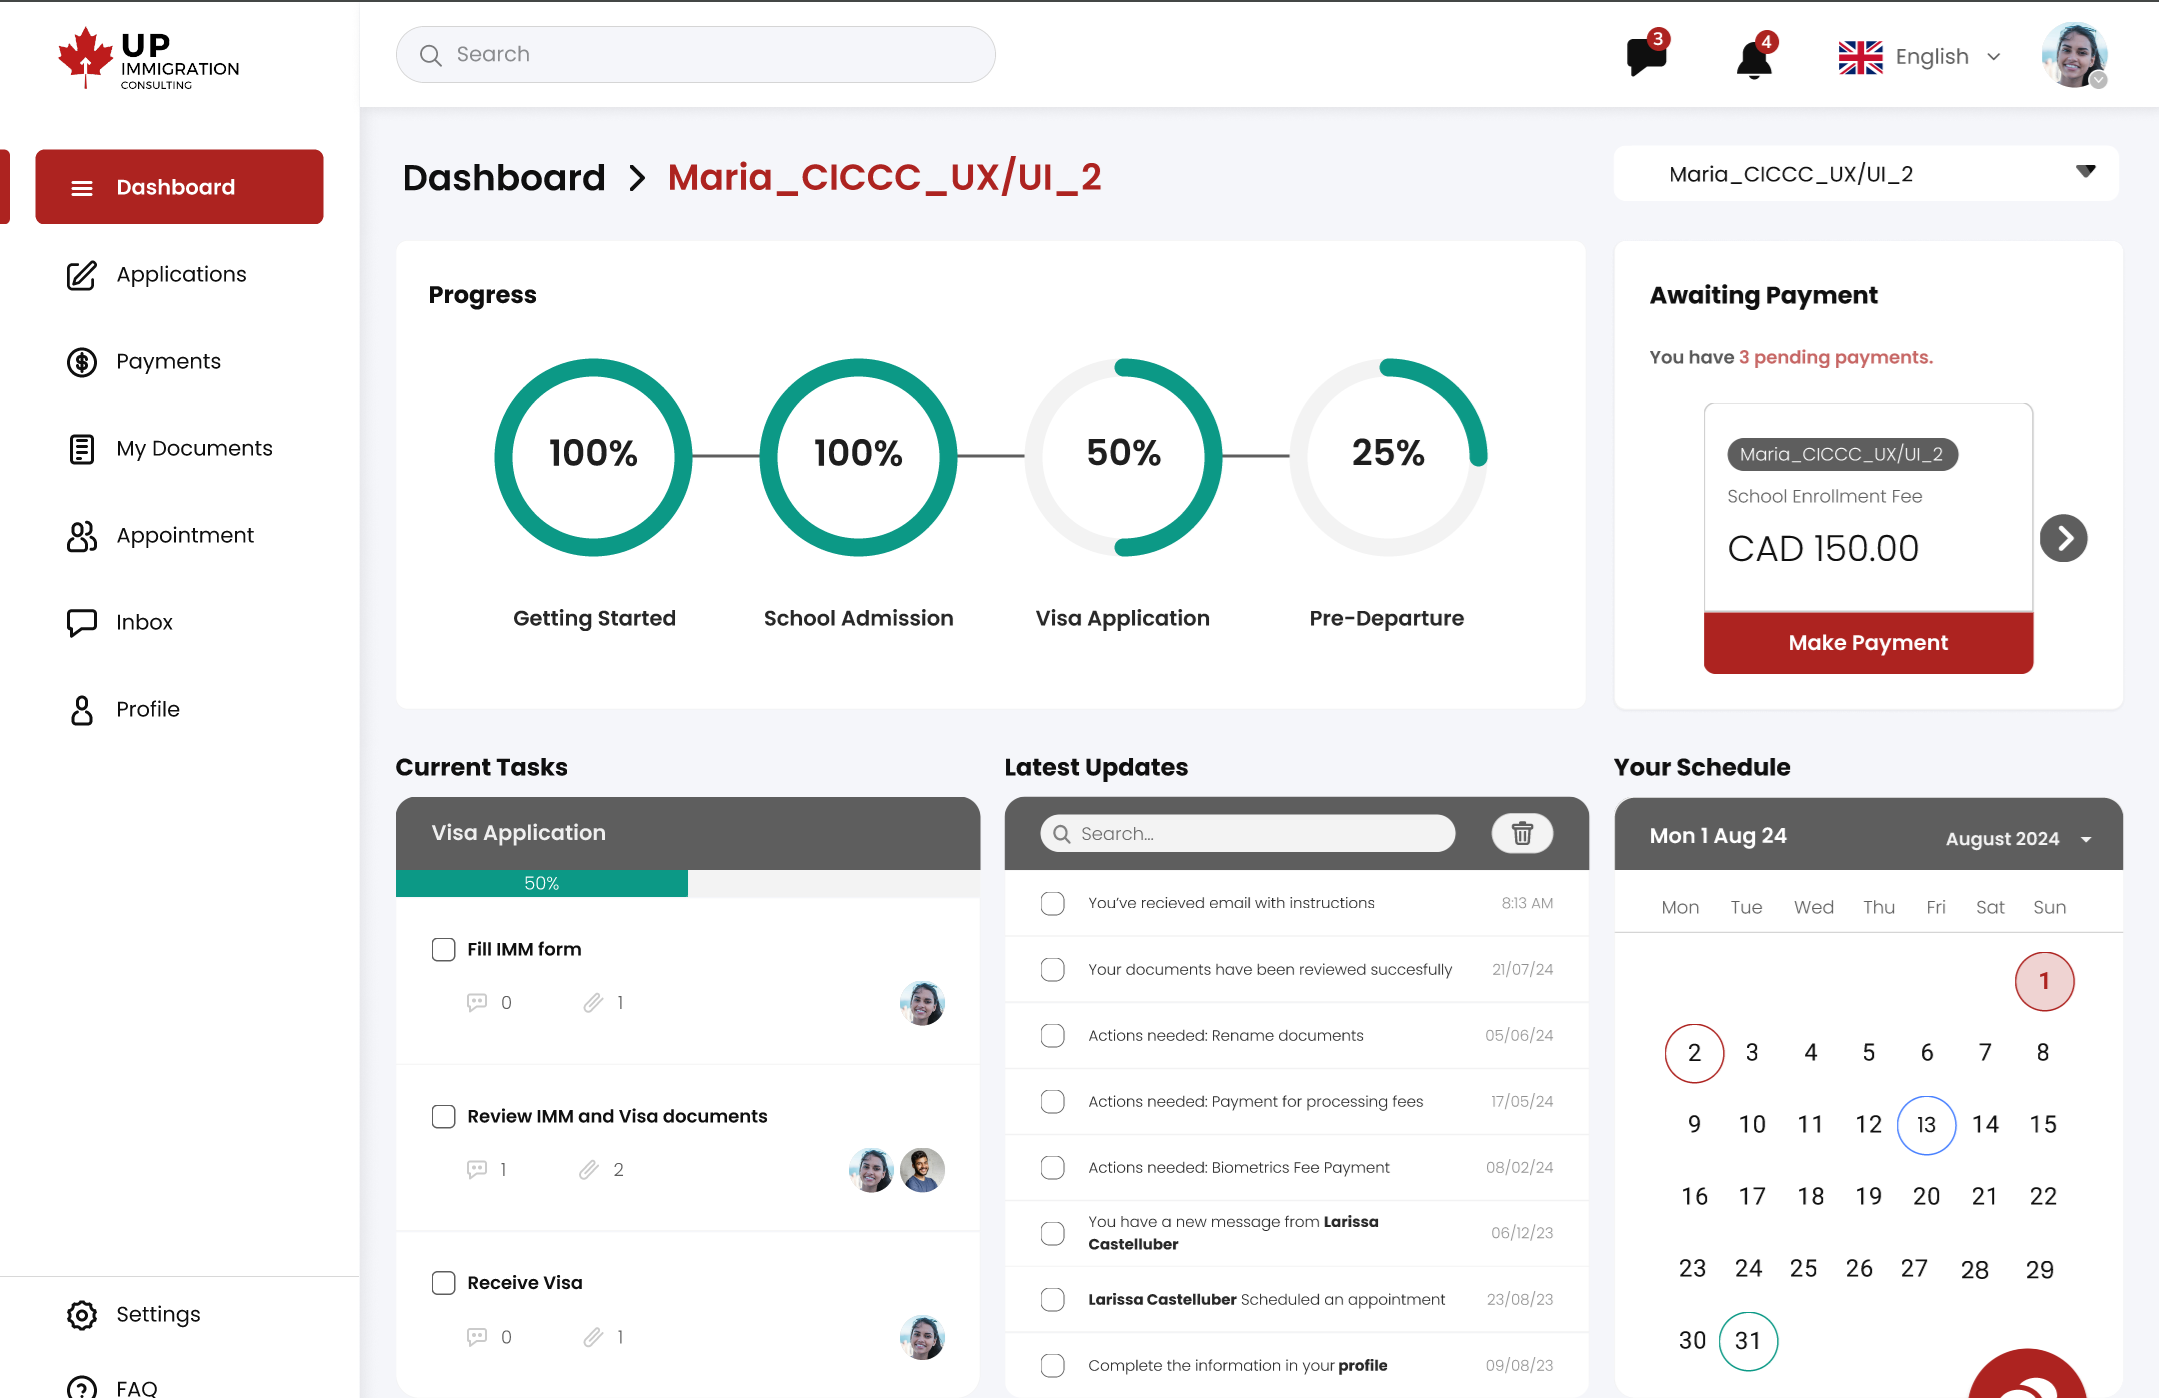 UP
IMMIGRATION
CONSULTING
Search
3
4
English
Dashboard
Applications
Payments
My Documents
Appointment
Inbox
Profile
Settings
FAQ
Dashboard > Maria_CICCC_UX/UI_2
Maria_CICCC_UX/UI_2
Progress
100%
100%
50%
25%
Getting Started
School Admission
Visa Application
Pre-Departure
Awaiting Payment
You have 3 pending payments.
Maria_CICCC_UX/UI_2
School Enrollment Fee
CAD 150.00
Make Payment
Current Tasks
Visa Application
50%
Fill IMM form
0 1
Review IMM and Visa documents
1 2
Receive Visa
0 1
Latest Updates
Search...
You've recieved email with instructions 8:13 AM
Your documents have been reviewed succesfully 21/07/24
Actions needed: Rename documents 05/06/24
Actions needed: Payment for processing fees 17/05/24
Actions needed: Biometrics Fee Payment 08/02/24
You have a new message from Larissa
Castelluber 06/12/23
Larissa Castelluber Scheduled an appointment 23/08/23
Complete the information in your profile 09/08/23
Your Schedule
Mon 1 Aug 24 August 2024
Mon Tue Wed Thu Fri Sat Sun
1
2 3 4 5 6 7 8
9 10 11 12 13 14 15
16 17 18 19 20 21 22
23 24 25 26 27 28 29
30 31